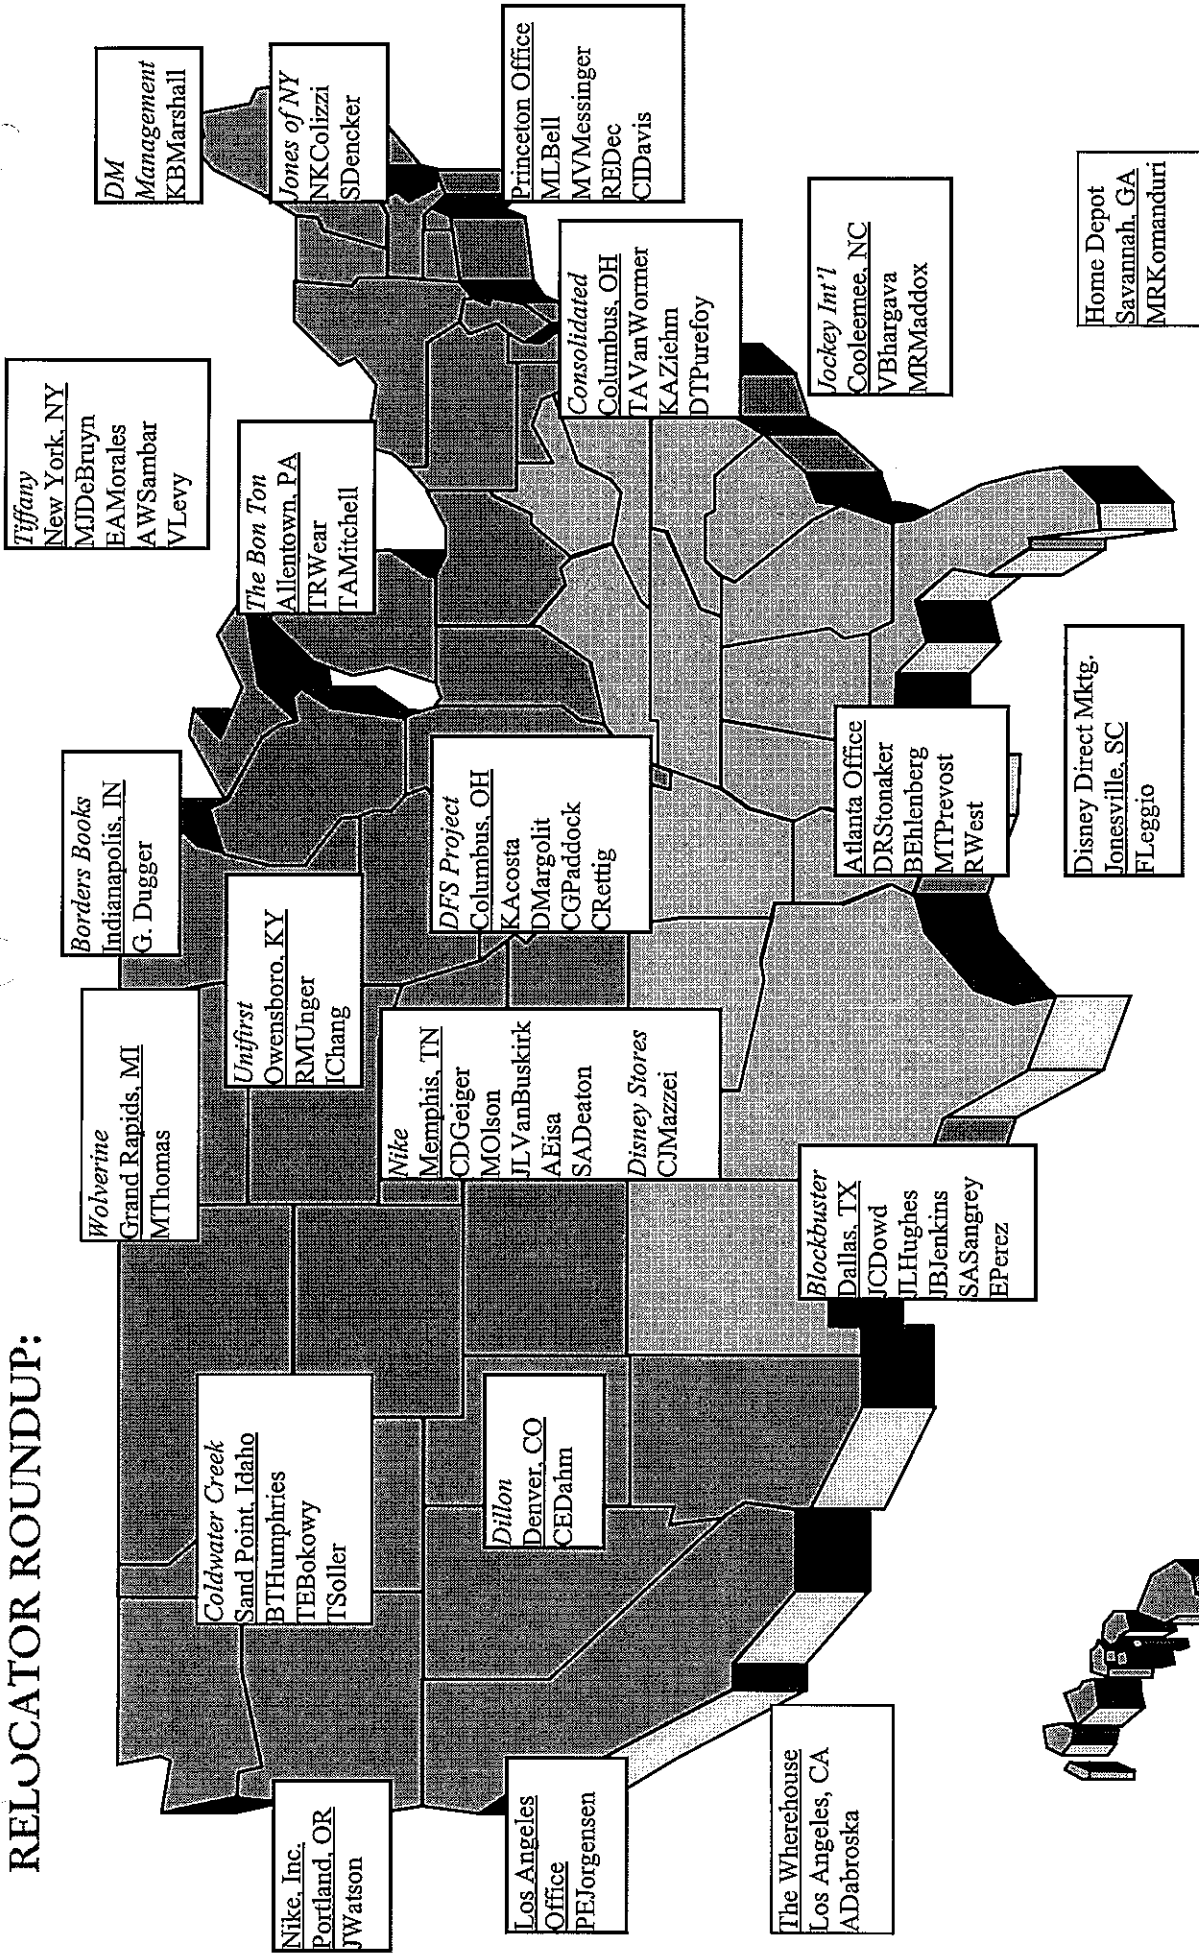 RELOCATOR ROUNDUP:
Nike, Inc.
Portland, OR
JWatson
Los Angeles
Office
PEJorgensen
The Wherehouse
Los Angeles, CA
ADabroska
Coldwater Creek
Sand Point, Idaho
BTHumphries
TEBokowy
TSoller
Dillon
Denver, CO
CEDahm
Wolverine
Grand Rapids, MI
MThomas
Blockbuster
Dallas, TX
JCDowd
JLHughes
JBJenkins
SASangrey
EPerez
Unifirst
Owensboro, KY
RMUnger
IChang
Nike
Memphis, TN
CDGeiger
MOlson
JLVanBuskirk
AEisa
SADeaton
Disney Stores
CJMazzei
Borders Books
Indianapolis, IN
G. Dugger
DFS Project
Columbus, OH
KAcosta
DMargolit
CGPaddock
CRettig
Atlanta Office
DRStonaker
BEhlenberg
MTPrevost
RWest
Disney Direct Mktg.
Jonesville, SC
FLeggio
Tiffany
New York, NY
MJDeBruyn
EAMorales
AWSambar
VLevy
The Bon Ton
Allentown, PA
TRWear
TAMitchell
Consolidated
Columbus, OH
TAVanWormer
KAZiehm
DTPurefoy
Jockey Int'l
Cooleemee, NC
VBhargava
MRMaddox
Home Depot
Savannah, GA
MRKomanduri
DM
Management
KBMarshall
Jones of NY
NKColizzi
SDencker
Princeton Office
MLBell
MVMessinger
REDec
CIDavis